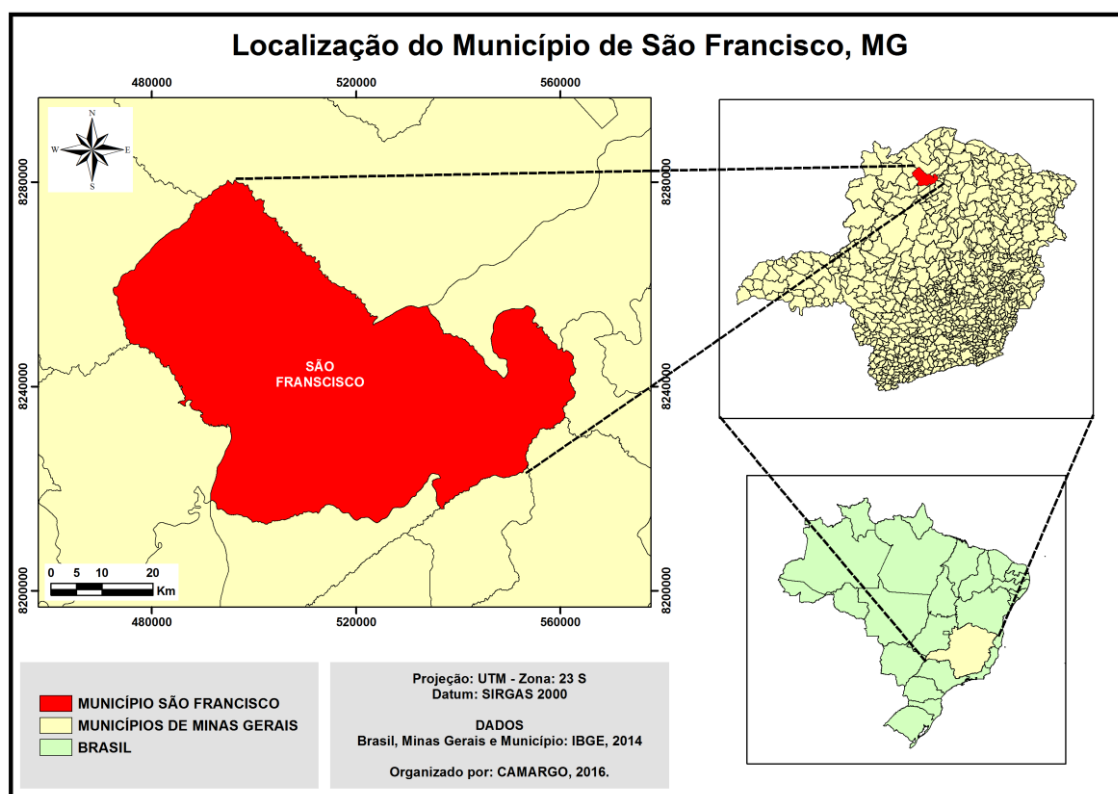 Localização do Município de São Francisco, MG
480000
520000
560000
N
W
E
S
8280000
8280000
SÃO
FRANSCISCO
8240000
8240000
0 5 10 20
Km
8200000
8200000
480000
520000
560000
MUNICÍPIO SÃO FRANCISCO
MUNICÍPIOS DE MINAS GERAIS
BRASIL
Projeção: UTM - Zona: 23 S
Datum: SIRGAS 2000
DADOS
Brasil, Minas Gerais e Município: IBGE, 2014
Organizado por: CAMARGO, 2016.